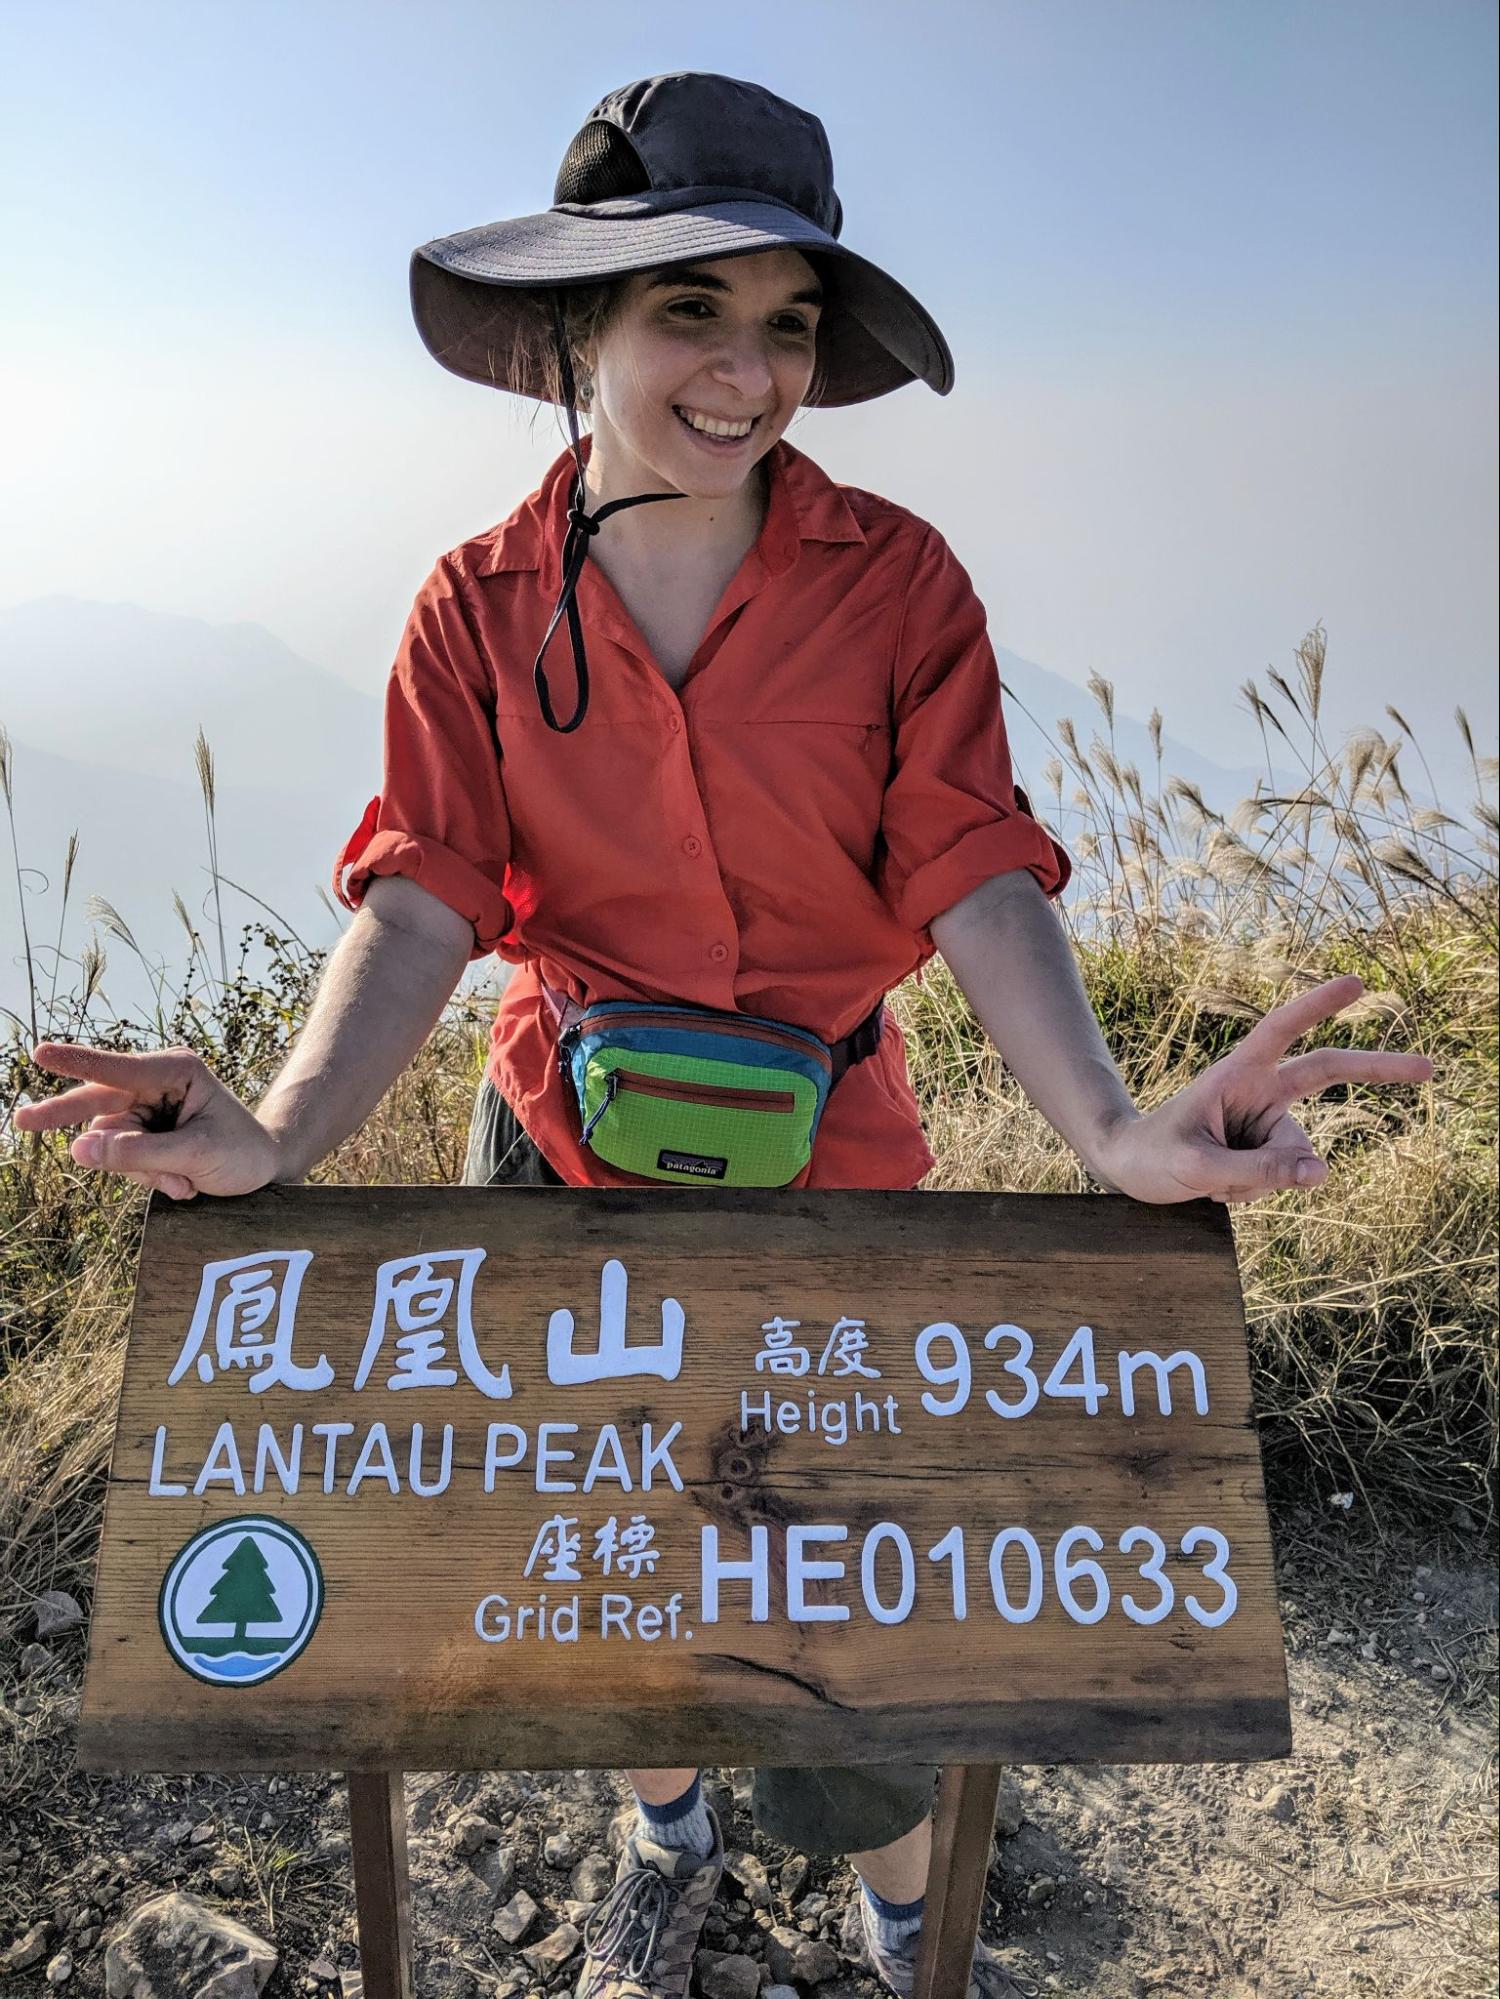 patagonia
鳳凰山
LANTAU PEAK
高度
Height
934m
座標
Grid Ref.
HE010633